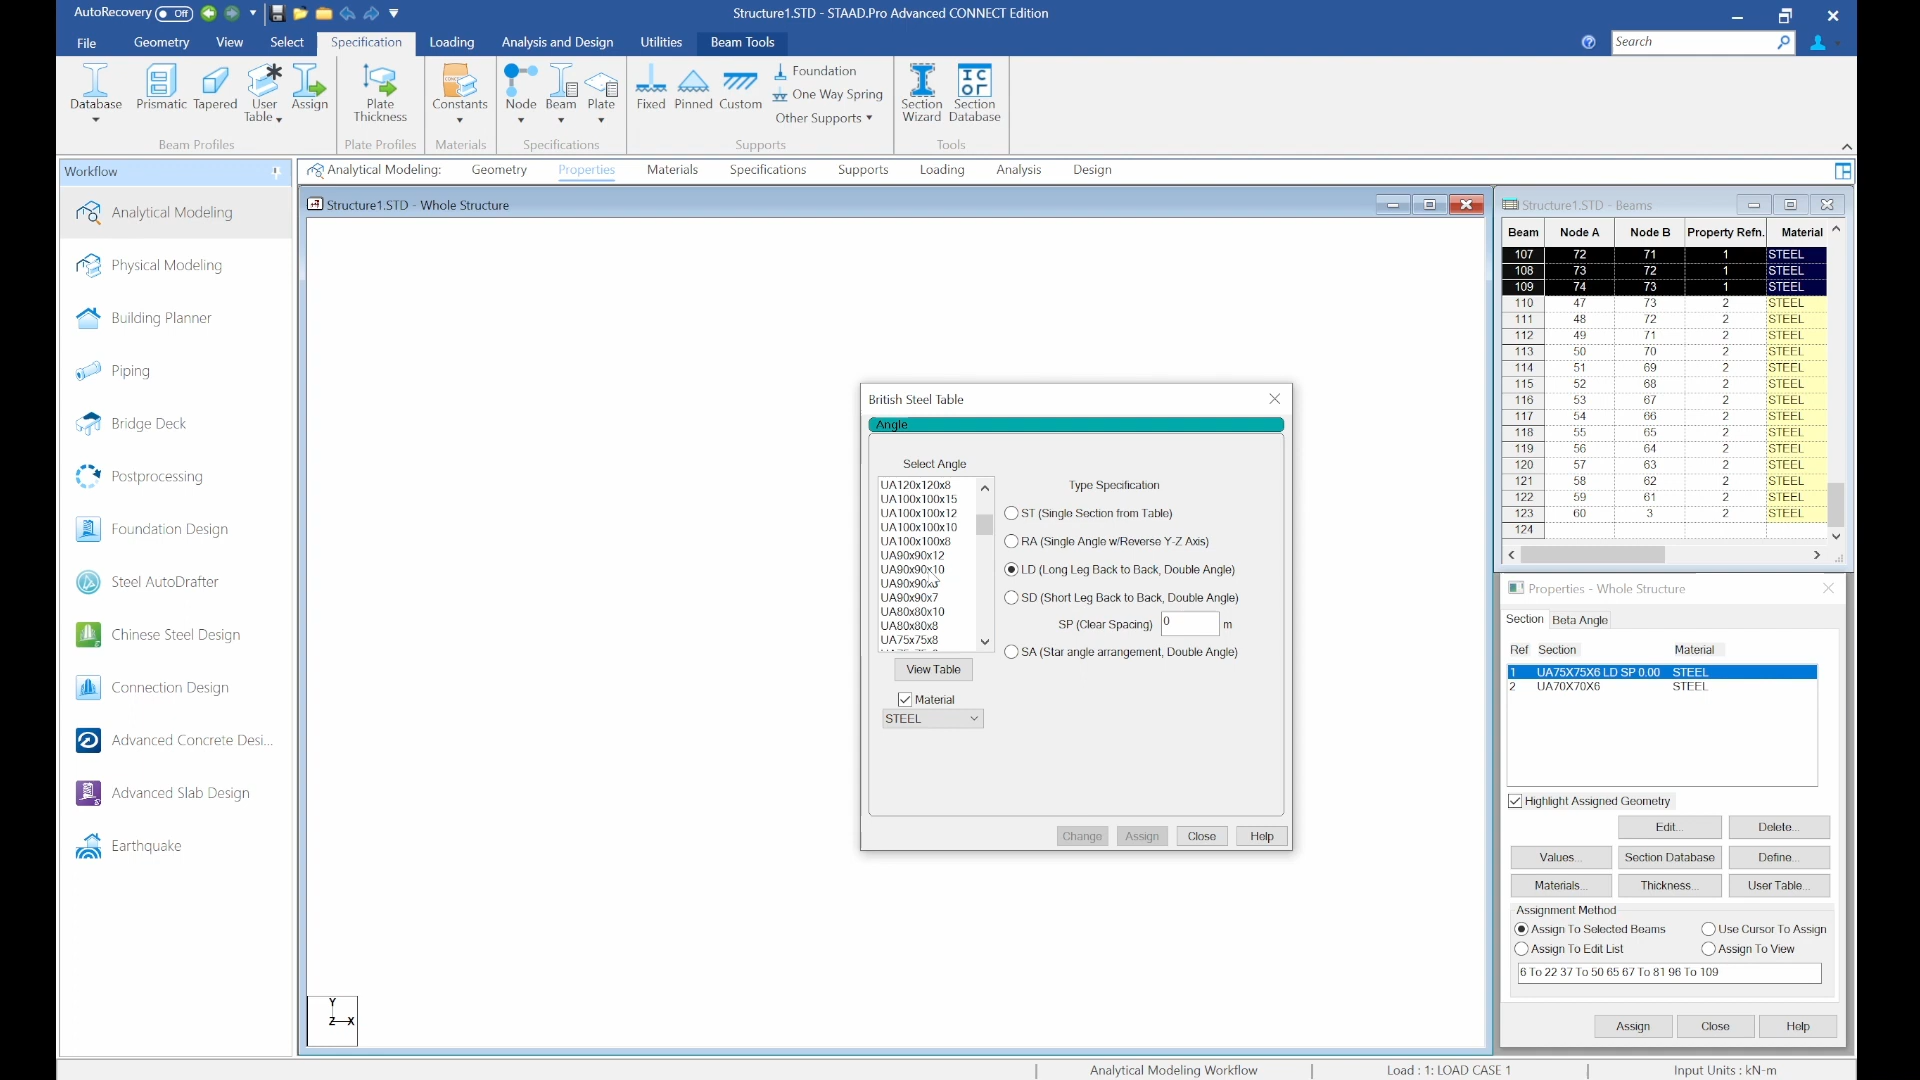 AutoRecovery Off
Structure1.STD - STAAD.Pro Advanced CONNECT Edition
File Geometry View Select Specification Loading Analysis and Design Utilities Beam Tools
Search
Database Prismatic Tapered User Table Assign
Beam Profiles
Plate Thickness
Plate Profiles
Constants
Materials
Node Beam Plate
Specifications
Fixed Pinned Custom
Foundation
One Way Spring
Other Supports
Supports
Section Wizard
Section Database
Tools
Workflow
Analytical Modeling
Physical Modeling
Building Planner
Piping
Bridge Deck
Postprocessing
Foundation Design
Steel AutoDrafter
Chinese Steel Design
Connection Design
Advanced Concrete Desi...
Advanced Slab Design
Earthquake
Analytical Modeling: Geometry Properties Materials Specifications Supports Loading Analysis Design
Structure1.STD - Whole Structure
Y
Z X
British Steel Table
Angle
Select Angle
UA120x120x8
UA100x100x15
UA100x100x12
UA100x100x10
UA100x100x8
UA90x90x12
UA90x90x10
UA90x90x8
UA90x90x7
UA80x80x10
UA80x80x8
UA75x75x8
View Table
Material
STEEL
Type Specification
ST (Single Section from Table)
RA (Single Angle w/Reverse Y-Z Axis)
LD (Long Leg Back to Back, Double Angle)
SD (Short Leg Back to Back, Double Angle)
SP (Clear Spacing) 0 m
SA (Star angle arrangement, Double Angle)
Change Assign Close Help
Structure1.STD - Beams
Beam Node A Node B Property Refn. Material
107 72 71 1 STEEL
108 73 72 1 STEEL
109 74 73 1 STEEL
110 47 73 2 STEEL
111 48 72 2 STEEL
112 49 71 2 STEEL
113 50 70 2 STEEL
114 51 69 2 STEEL
115 52 68 2 STEEL
116 53 67 2 STEEL
117 54 66 2 STEEL
118 55 65 2 STEEL
119 56 64 2 STEEL
120 57 63 2 STEEL
121 58 62 2 STEEL
122 59 61 2 STEEL
123 60 3 2 STEEL
124
Properties - Whole Structure
Section Beta Angle
Ref Section Material
1 UA75X75X6 LD SP 0.00 STEEL
2 UA70X70X6 STEEL
Highlight Assigned Geometry
Edit... Delete...
Values... Section Database Define...
Materials... Thickness... User Table...
Assignment Method
Assign To Selected Beams Use Cursor To Assign
Assign To Edit List Assign To View
6 To 22 37 To 50 65 67 To 81 96 To 109
Assign Close Help
Analytical Modeling Workflow Load : 1: LOAD CASE 1 Input Units : kN-m